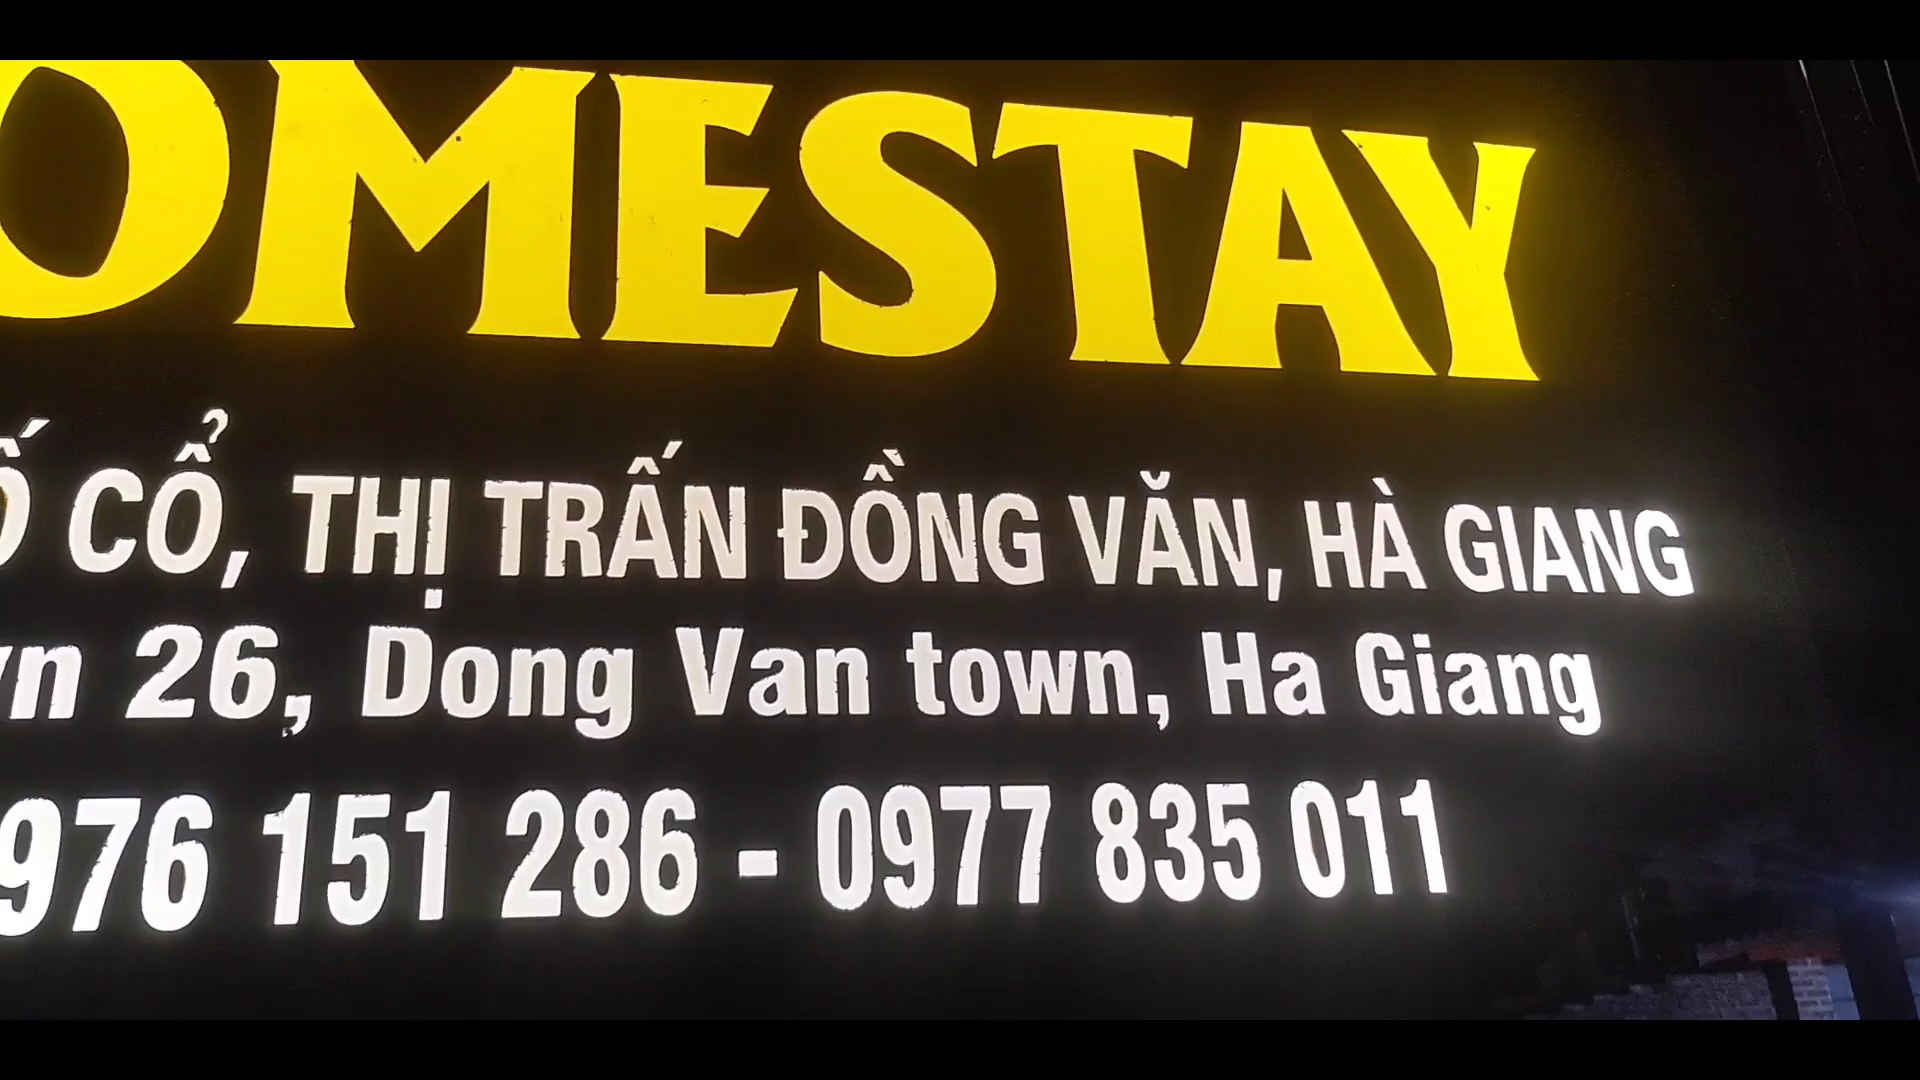 OMESTAY
Ố CỔ, THỊ TRẤN ĐỒNG VĂN, HÀ GIANG
wn 26, Dong Van town, Ha Giang
976 151 286 - 0977 835 011